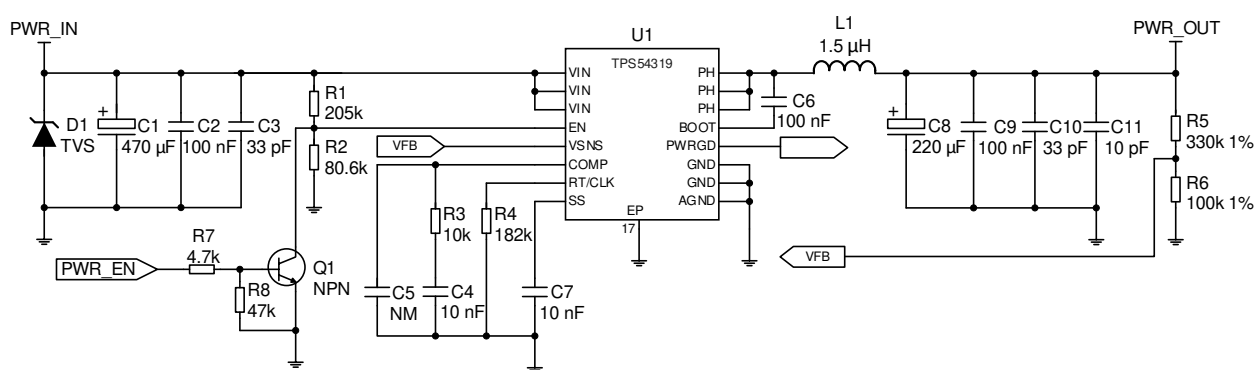 PWR_IN
D1
TVS
+
C1
470 µF
C2
100 nF
C3
33 pF
R1
205k
R2
80.6k
VFB
R3
10k
R4
182k
C5
NM
C4
10 nF
C7
10 nF
PWR_EN
R7
4.7k
R8
47k
Q1
NPN
U1
TPS54319
VIN
VIN
VIN
EN
VSNS
COMP
RT/CLK
SS
PH
PH
PH
BOOT
PWRGD
GND
GND
AGND
EP
17
C6
100 nF
L1
1.5 µH
PWR_OUT
+
C8
220 µF
C9
100 nF
C10
33 pF
C11
10 pF
R5
330k 1%
R6
100k 1%
VFB